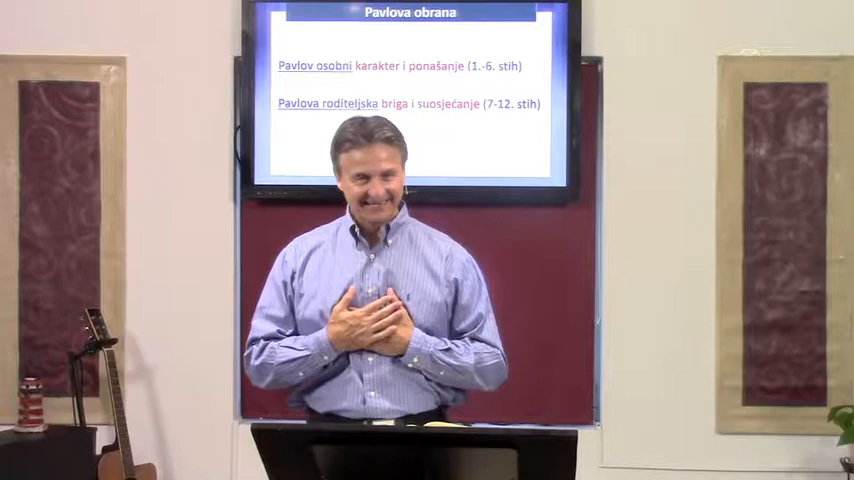 Pavlova obrana
Pavlov osobni karakter i ponašanje (1.-6. stih)
Pavlova roditeljska briga i suosjećanje (7-12. stih)